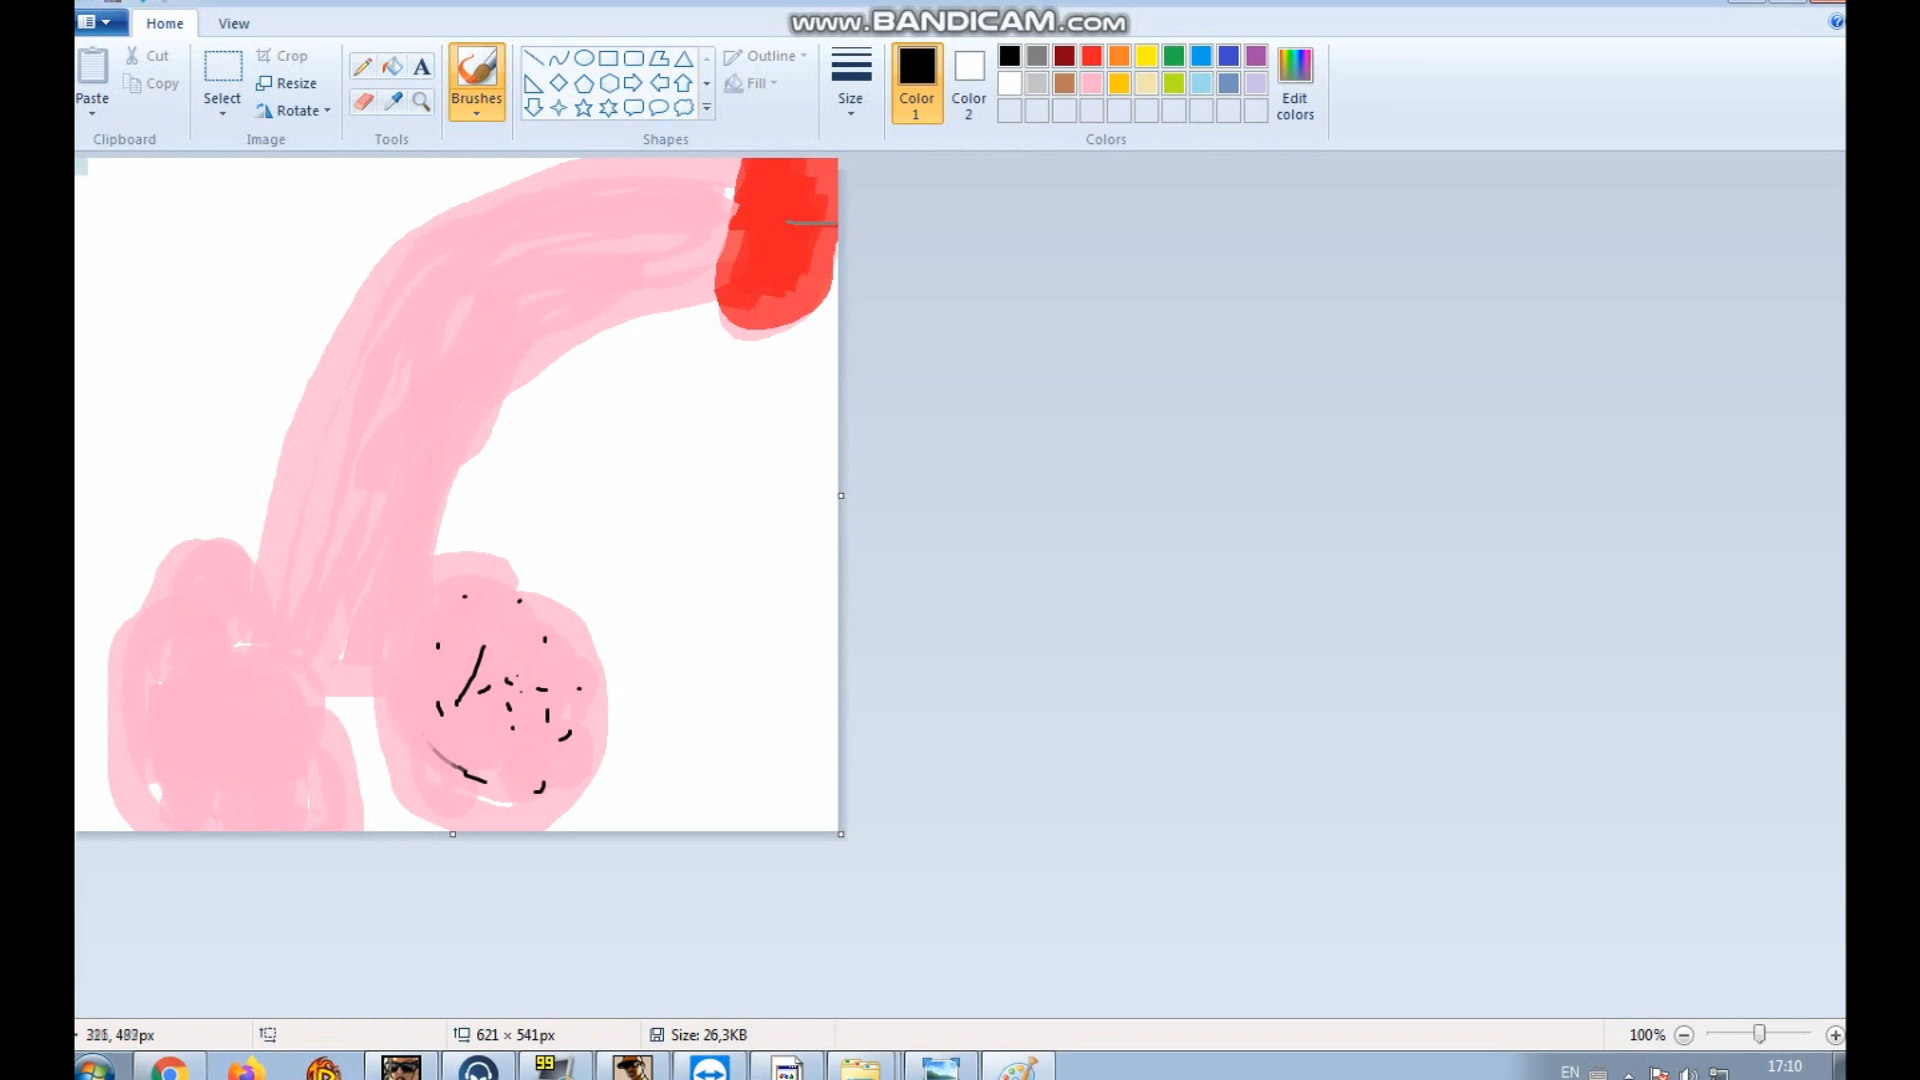 www.BANDICAM.com
Home View
Cut
Copy
Paste
Clipboard
Crop
Resize
Rotate
Select
Image
Tools
Brushes
Outline
Fill
Shapes
Size
Color 1
Color 2
Edit colors
Colors
621 × 541px
Size: 26,3KB
100%
99
EN
17:10